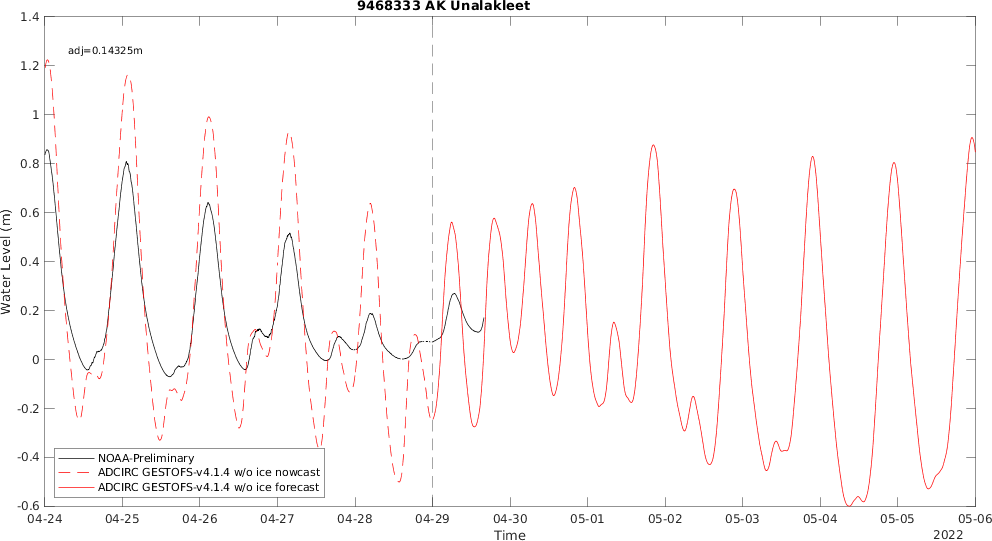 9468333 AK Unalakleet
adj=0.14325m
Water Level (m)
1.4
1.2
1
0.8
0.6
0.4
0.2
0
-0.2
-0.4
-0.6
NOAA-Preliminary
ADCIRC GESTOFS-v4.1.4 w/o ice nowcast
ADCIRC GESTOFS-v4.1.4 w/o ice forecast
04-24 04-25 04-26 04-27 04-28 04-29 04-30 05-01 05-02 05-03 05-04 05-05 05-06
Time
2022